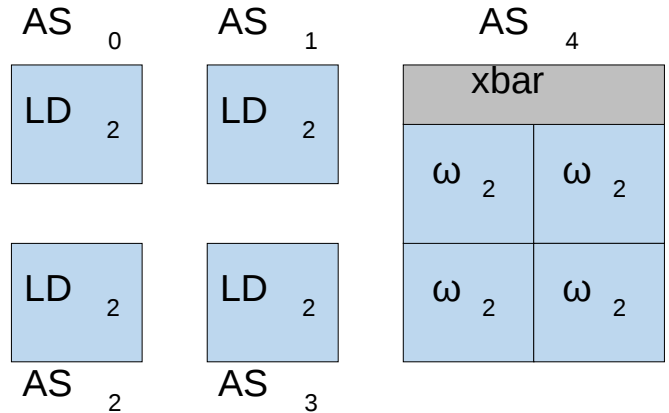 AS 0 AS 1 AS 4
xbar
LD 2 LD 2 ω 2 ω 2
LD 2 LD 2 ω 2 ω 2
AS 2 AS 3